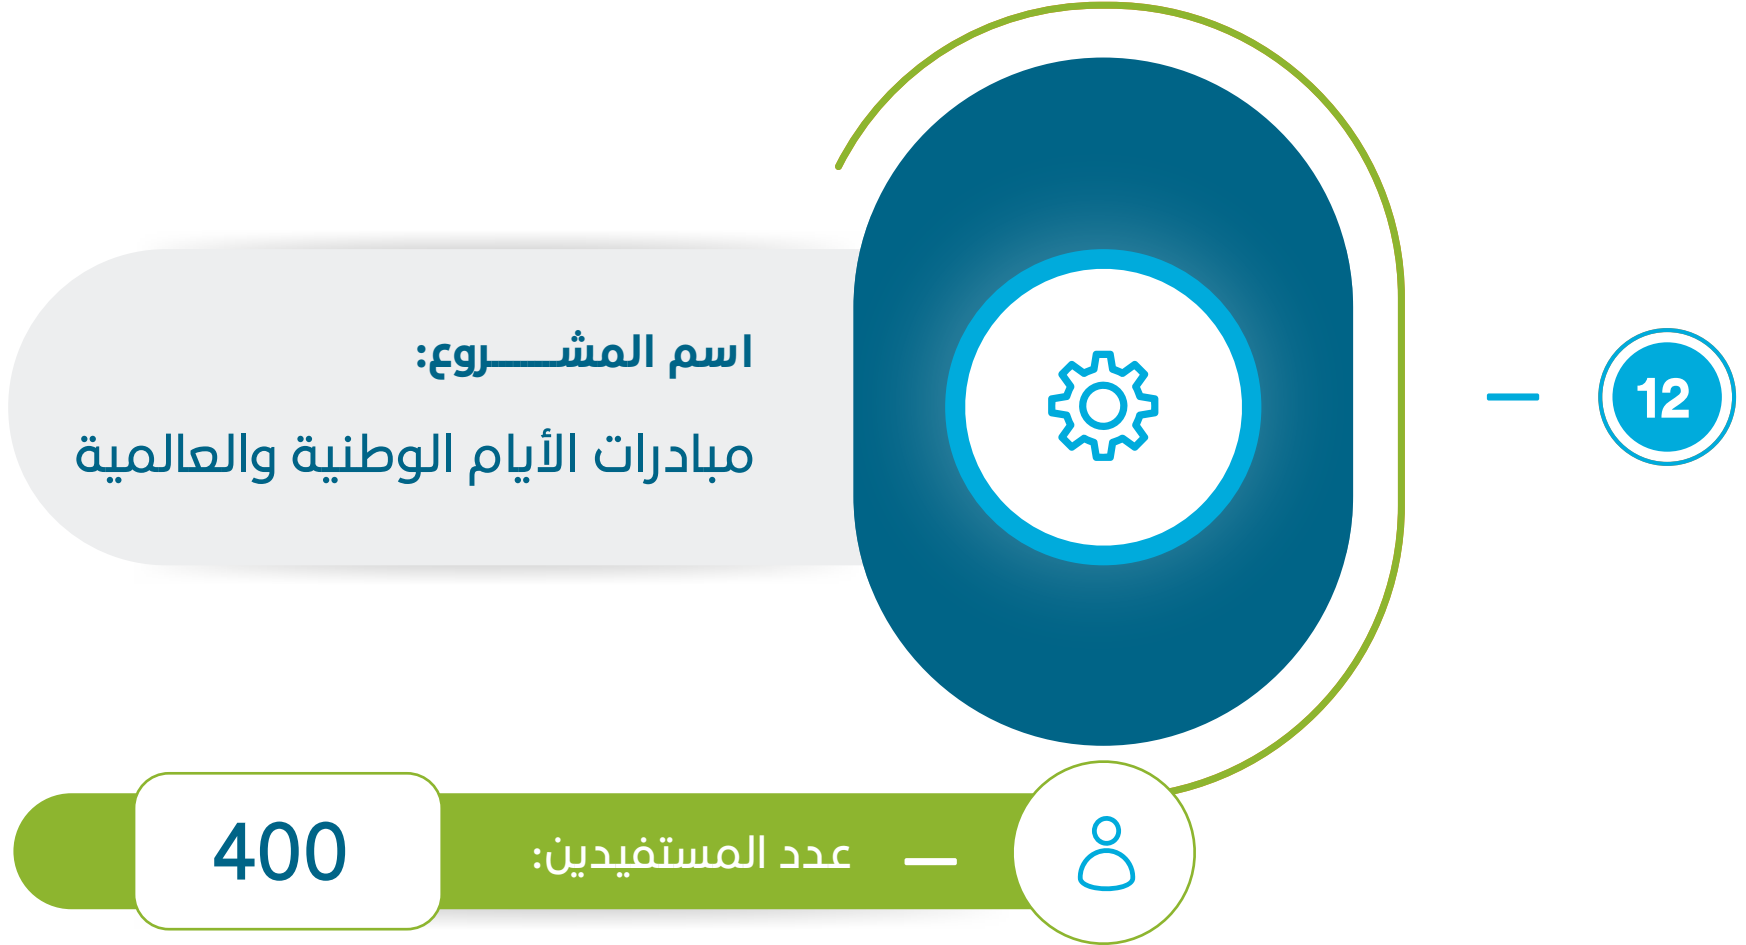 12
اسم المشـــــروع:
مبادرات الأيام الوطنية والعالمية
عدد المستفيدين:
400